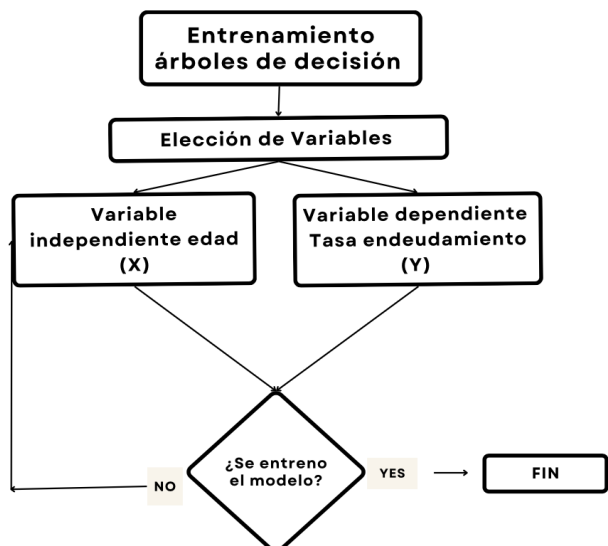 Entrenamiento
árboles de decisión
Elección de Variables
Variable
independiente edad
(X)
Variable dependiente
Tasa endeudamiento
(Y)
¿Se entreno
el modelo?
NO
YES
FIN